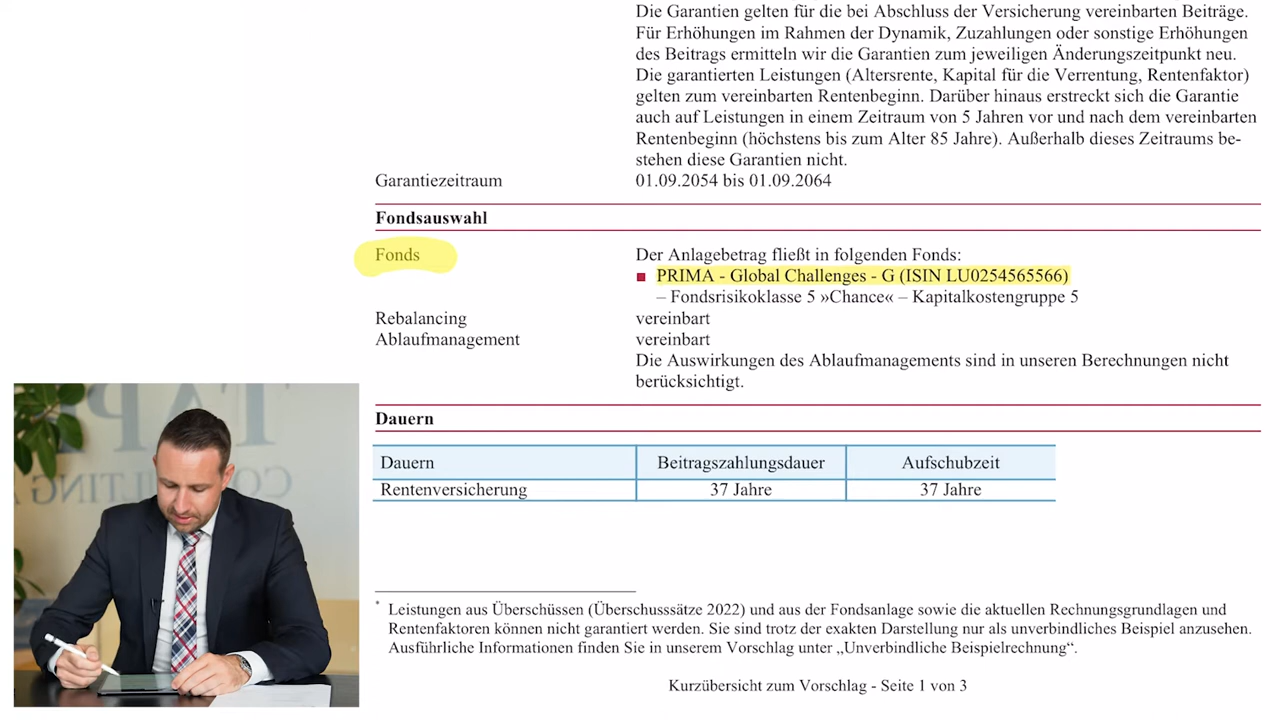 Die Garantien gelten für die bei Abschluss der Versicherung vereinbarten Beiträge.
Für Erhöhungen im Rahmen der Dynamik, Zuzahlungen oder sonstige Erhöhungen
des Beitrags ermitteln wir die Garantien zum jeweiligen Änderungszeitpunkt neu.
Die garantierten Leistungen (Altersrente, Kapital für die Verrentung, Rentenfaktor)
gelten zum vereinbarten Rentenbeginn. Darüber hinaus erstreckt sich die Garantie
auch auf Leistungen in einem Zeitraum von 5 Jahren vor und nach dem vereinbarten
Rentenbeginn (höchstens bis zum Alter 85 Jahre). Außerhalb dieses Zeitraums be-
stehen diese Garantien nicht.
Garantiezeitraum 01.09.2054 bis 01.09.2064
Fondsauswahl
Fonds Der Anlagebetrag fließt in folgenden Fonds:
PRIMA - Global Challenges - G (ISIN LU0254565566)
– Fondsrisikoklasse 5 »Chance« – Kapitalkostengruppe 5
Rebalancing vereinbart
Ablaufmanagement vereinbart
Die Auswirkungen des Ablaufmanagements sind in unseren Berechnungen nicht
berücksichtigt.
Dauern
Dauern Beitragszahlungsdauer Aufschubzeit
Rentenversicherung 37 Jahre 37 Jahre
* Leistungen aus Überschüssen (Überschusssätze 2022) und aus der Fondsanlage sowie die aktuellen Rechnungsgrundlagen und
Rentenfaktoren können nicht garantiert werden. Sie sind trotz der exakten Darstellung nur als unverbindliches Beispiel anzusehen.
Ausführliche Informationen finden Sie in unserem Vorschlag unter „Unverbindliche Beispielrechnung“.
Kurzübersicht zum Vorschlag - Seite 1 von 3